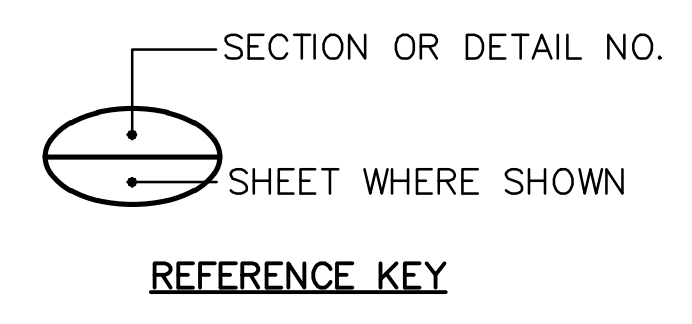 SECTION OR DETAIL NO.
SHEET WHERE SHOWN
REFERENCE KEY